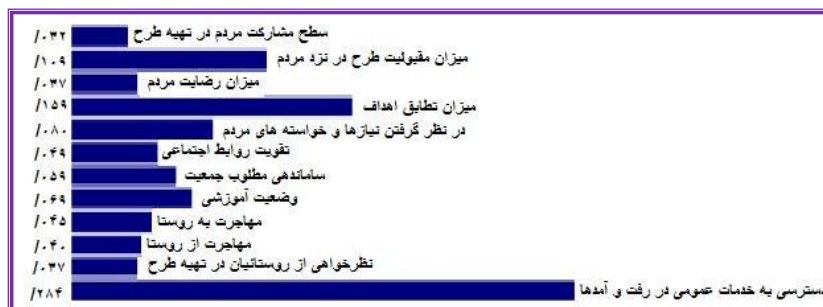 سطح مشارکت مردم در تهیه طرح /۰۳۲
میزان مقبولیت طرح در نزد مردم /۱۰۹
میزان رضایت مردم /۰۳۷
میزان تطابق اهداف /۱۵۹
در نظر گرفتن نیازها و خواسته های مردم /۰۸۰
تقویت روابط اجتماعی /۰۴۹
ساماندهی مطلوب جمعیت /۰۵۹
وضعیت آموزشی /۰۶۹
مهاجرت به روستا /۰۴۵
مهاجرت از روستا /۰۴۰
نظرخواهی از روستائیان در تهیه طرح /۰۳۷
دسترسی به خدمات عمومی در رفت و آمدها /۲۸۴